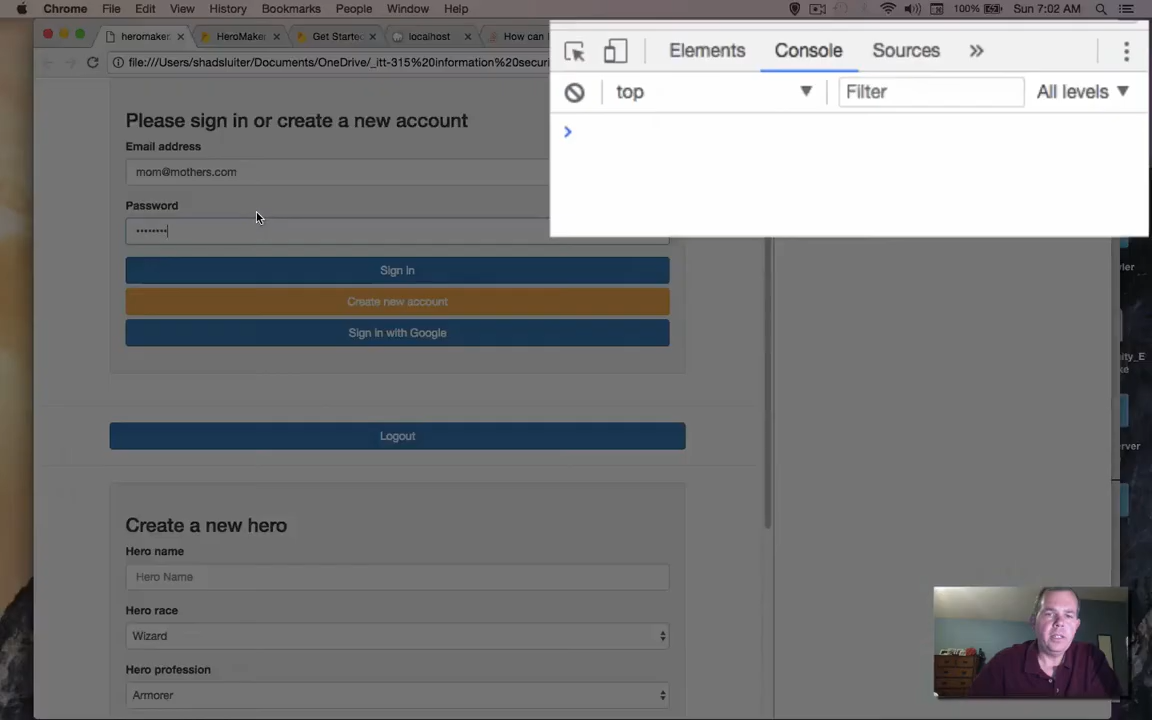 Chrome File Edit View History Bookmarks People Window Help 100% Sun 7:02 AM
heromaker. × HeroMaker × Get Started × localhost × How can I
file:///Users/shadsluiter/Documents/OneDrive/_itt-315%20information%20securi
Elements Console Sources »
top Filter All levels
Please sign in or create a new account
Email address
mom@mothers.com
Password
••••••••
Sign In
Create new account
Sign in with Google
Logout
Create a new hero
Hero name
Hero Name
Hero race
Wizard
Hero profession
Armorer